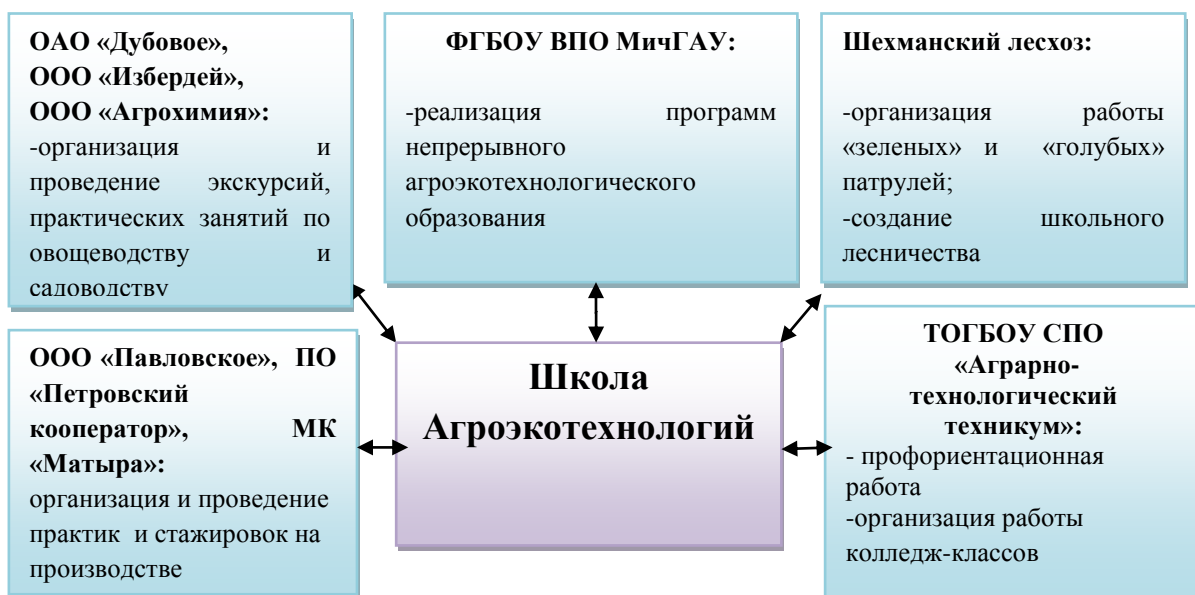 ОАО «Дубовое»,
ООО «Избердей»,
ООО «Агрохимия»:
-организация и
проведение экскурсий,
практических занятий по
овощеводству и
садоводству
ФГБОУ ВПО МичГАУ:
-реализация программ
непрерывного
агроэкотехнологического
образования
Шехманский лесхоз:
-организация работы
«зеленых» и «голубых»
патрулей;
-создание школьного
лесничества
ООО «Павловское», ПО
«Петровский
кооператор», МК
«Матыра»:
организация и проведение
практик и стажировок на
производстве
Школа
Агроэкотехнологий
ТОГБОУ СПО
«Аграрно-
технологический
техникум»:
- профориентационная
работа
-организация работы
колледж-классов